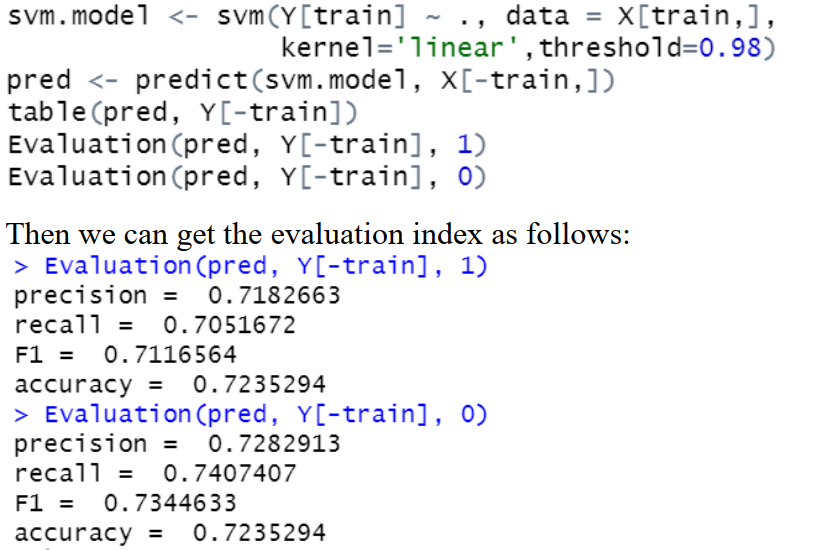 svm.model <- svm(Y[train] ~ ., data = X[train,],
kernel='linear',threshold=0.98)
pred <- predict(svm.model, X[-train,])
table(pred, Y[-train])
Evaluation(pred, Y[-train], 1)
Evaluation(pred, Y[-train], 0)
Then we can get the evaluation index as follows:
> Evaluation(pred, Y[-train], 1)
precision =  0.7182663
recall =  0.7051672
F1 =  0.7116564
accuracy =  0.7235294
> Evaluation(pred, Y[-train], 0)
precision =  0.7282913
recall =  0.7407407
F1 =  0.7344633
accuracy =  0.7235294